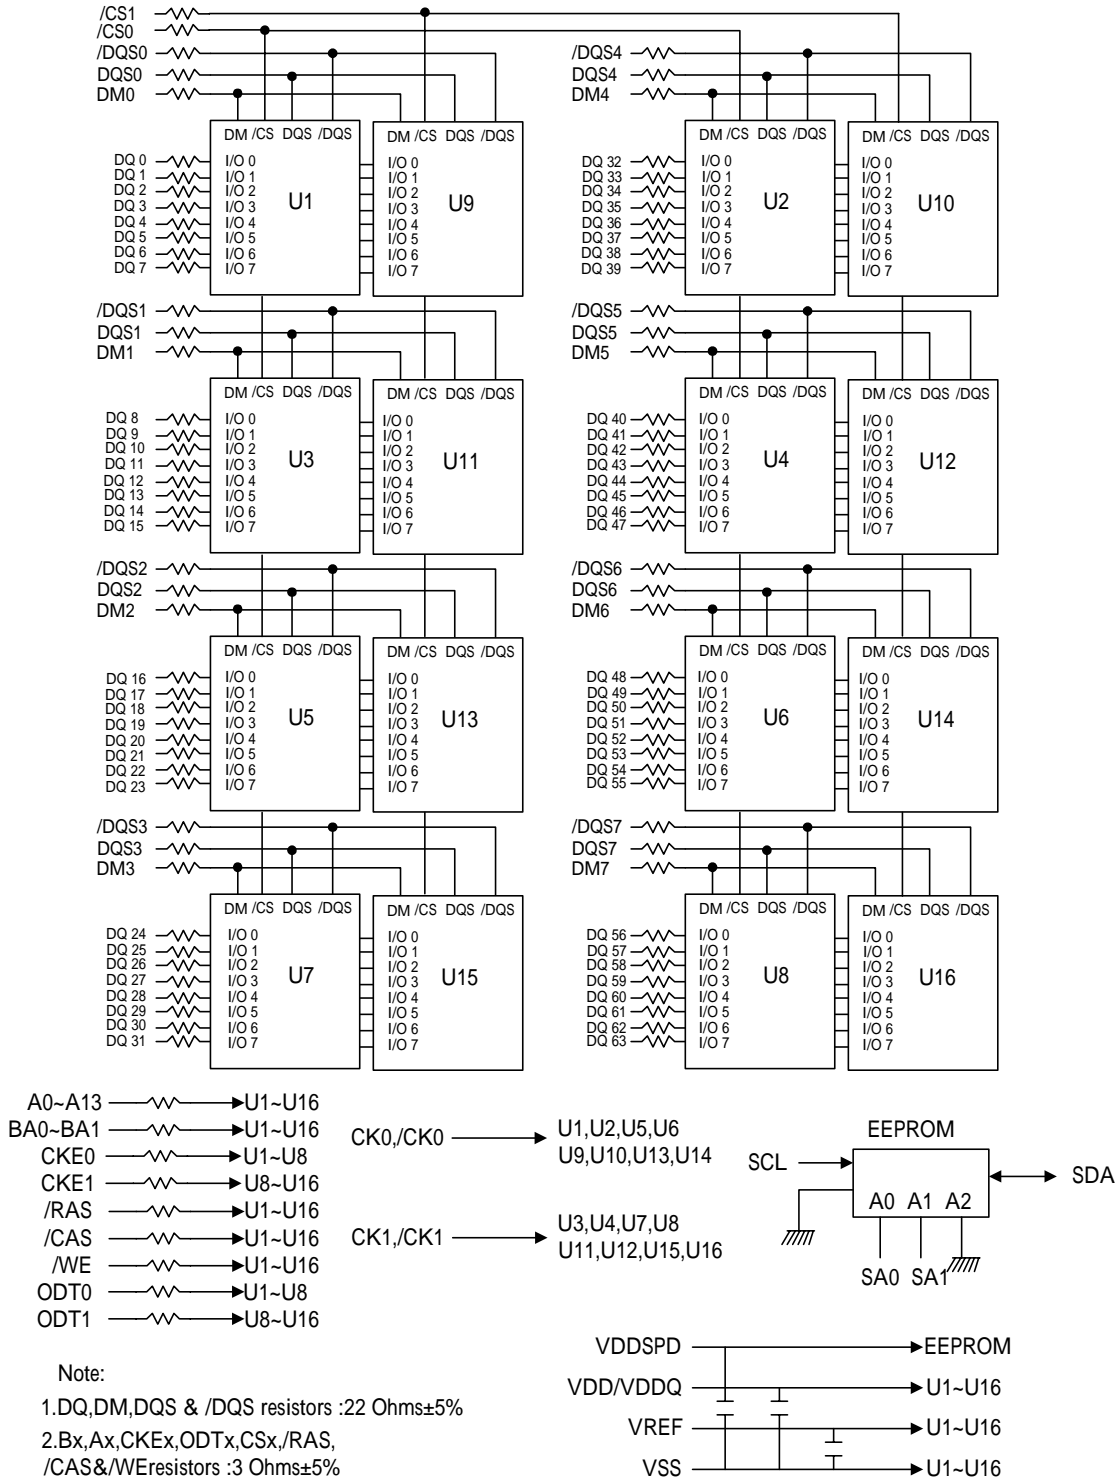 /CS1
/CS0
/DQS0
DQS0
DM0
/DQS4
DQS4
DM4
DM /CS DQS /DQS
DM /CS DQS /DQS
DM /CS DQS /DQS
DM /CS DQS /DQS
DQ 0
DQ 1
DQ 2
DQ 3
DQ 4
DQ 5
DQ 6
DQ 7
I/O 0
I/O 1
I/O 2
I/O 3
I/O 4
I/O 5
I/O 6
I/O 7
U1
I/O 0
I/O 1
I/O 2
I/O 3
I/O 4
I/O 5
I/O 6
I/O 7
U9
DQ 32
DQ 33
DQ 34
DQ 35
DQ 36
DQ 37
DQ 38
DQ 39
I/O 0
I/O 1
I/O 2
I/O 3
I/O 4
I/O 5
I/O 6
I/O 7
U2
I/O 0
I/O 1
I/O 2
I/O 3
I/O 4
I/O 5
I/O 6
I/O 7
U10
/DQS1
DQS1
DM1
/DQS5
DQS5
DM5
DM /CS DQS /DQS
DM /CS DQS /DQS
DM /CS DQS /DQS
DM /CS DQS /DQS
DQ 8
DQ 9
DQ 10
DQ 11
DQ 12
DQ 13
DQ 14
DQ 15
I/O 0
I/O 1
I/O 2
I/O 3
I/O 4
I/O 5
I/O 6
I/O 7
U3
I/O 0
I/O 1
I/O 2
I/O 3
I/O 4
I/O 5
I/O 6
I/O 7
U11
DQ 40
DQ 41
DQ 42
DQ 43
DQ 44
DQ 45
DQ 46
DQ 47
I/O 0
I/O 1
I/O 2
I/O 3
I/O 4
I/O 5
I/O 6
I/O 7
U4
I/O 0
I/O 1
I/O 2
I/O 3
I/O 4
I/O 5
I/O 6
I/O 7
U12
/DQS2
DQS2
DM2
/DQS6
DQS6
DM6
DM /CS DQS /DQS
DM /CS DQS /DQS
DM /CS DQS /DQS
DM /CS DQS /DQS
DQ 16
DQ 17
DQ 18
DQ 19
DQ 20
DQ 21
DQ 22
DQ 23
I/O 0
I/O 1
I/O 2
I/O 3
I/O 4
I/O 5
I/O 6
I/O 7
U5
I/O 0
I/O 1
I/O 2
I/O 3
I/O 4
I/O 5
I/O 6
I/O 7
U13
DQ 48
DQ 49
DQ 50
DQ 51
DQ 52
DQ 53
DQ 54
DQ 55
I/O 0
I/O 1
I/O 2
I/O 3
I/O 4
I/O 5
I/O 6
I/O 7
U6
I/O 0
I/O 1
I/O 2
I/O 3
I/O 4
I/O 5
I/O 6
I/O 7
U14
/DQS3
DQS3
DM3
/DQS7
DQS7
DM7
DM /CS DQS /DQS
DM /CS DQS /DQS
DM /CS DQS /DQS
DM /CS DQS /DQS
DQ 24
DQ 25
DQ 26
DQ 27
DQ 28
DQ 29
DQ 30
DQ 31
I/O 0
I/O 1
I/O 2
I/O 3
I/O 4
I/O 5
I/O 6
I/O 7
U7
I/O 0
I/O 1
I/O 2
I/O 3
I/O 4
I/O 5
I/O 6
I/O 7
U15
DQ 56
DQ 57
DQ 58
DQ 59
DQ 60
DQ 61
DQ 62
DQ 63
I/O 0
I/O 1
I/O 2
I/O 3
I/O 4
I/O 5
I/O 6
I/O 7
U8
I/O 0
I/O 1
I/O 2
I/O 3
I/O 4
I/O 5
I/O 6
I/O 7
U16
A0~A13 U1~U16
BA0~BA1 U1~U16
CKE0 U1~U8
CKE1 U8~U16
/RAS U1~U16
/CAS U1~U16
/WE U1~U16
ODT0 U1~U8
ODT1 U8~U16
CK0,/CK0
U1,U2,U5,U6
U9,U10,U13,U14
CK1,/CK1
U3,U4,U7,U8
U11,U12,U15,U16
EEPROM
SCL
SDA
A0 A1 A2
SA0 SA1
VDDSPD EEPROM
VDD/VDDQ U1~U16
VREF U1~U16
VSS U1~U16
Note:
1.DQ,DM,DQS & /DQS resistors :22 Ohms±5%
2.Bx,Ax,CKEx,ODTx,CSx,/RAS,
/CAS&/WEresistors :3 Ohms±5%